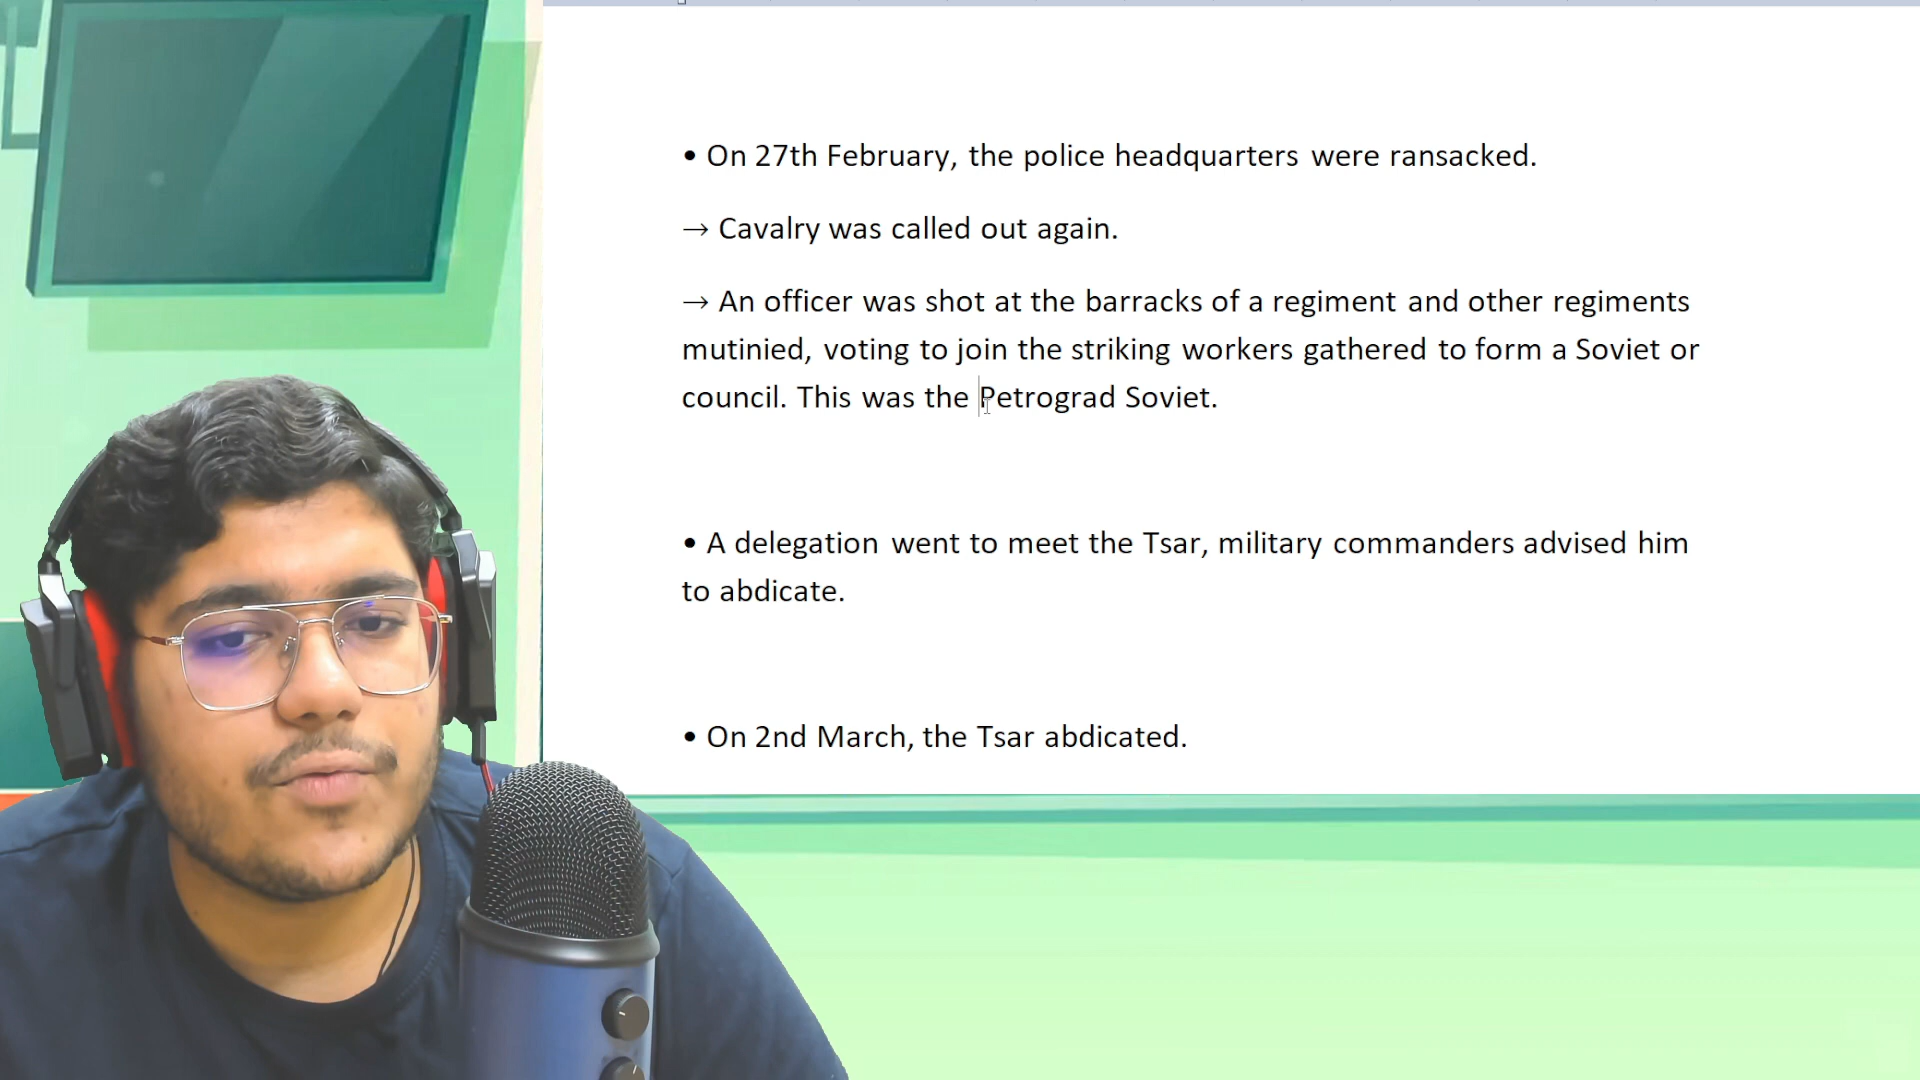 • On 27th February, the police headquarters were ransacked.
→ Cavalry was called out again.
→ An officer was shot at the barracks of a regiment and other regiments
mutinied, voting to join the striking workers gathered to form a Soviet or
council. This was the Petrograd Soviet.
• A delegation went to meet the Tsar, military commanders advised him
to abdicate.
• On 2nd March, the Tsar abdicated.